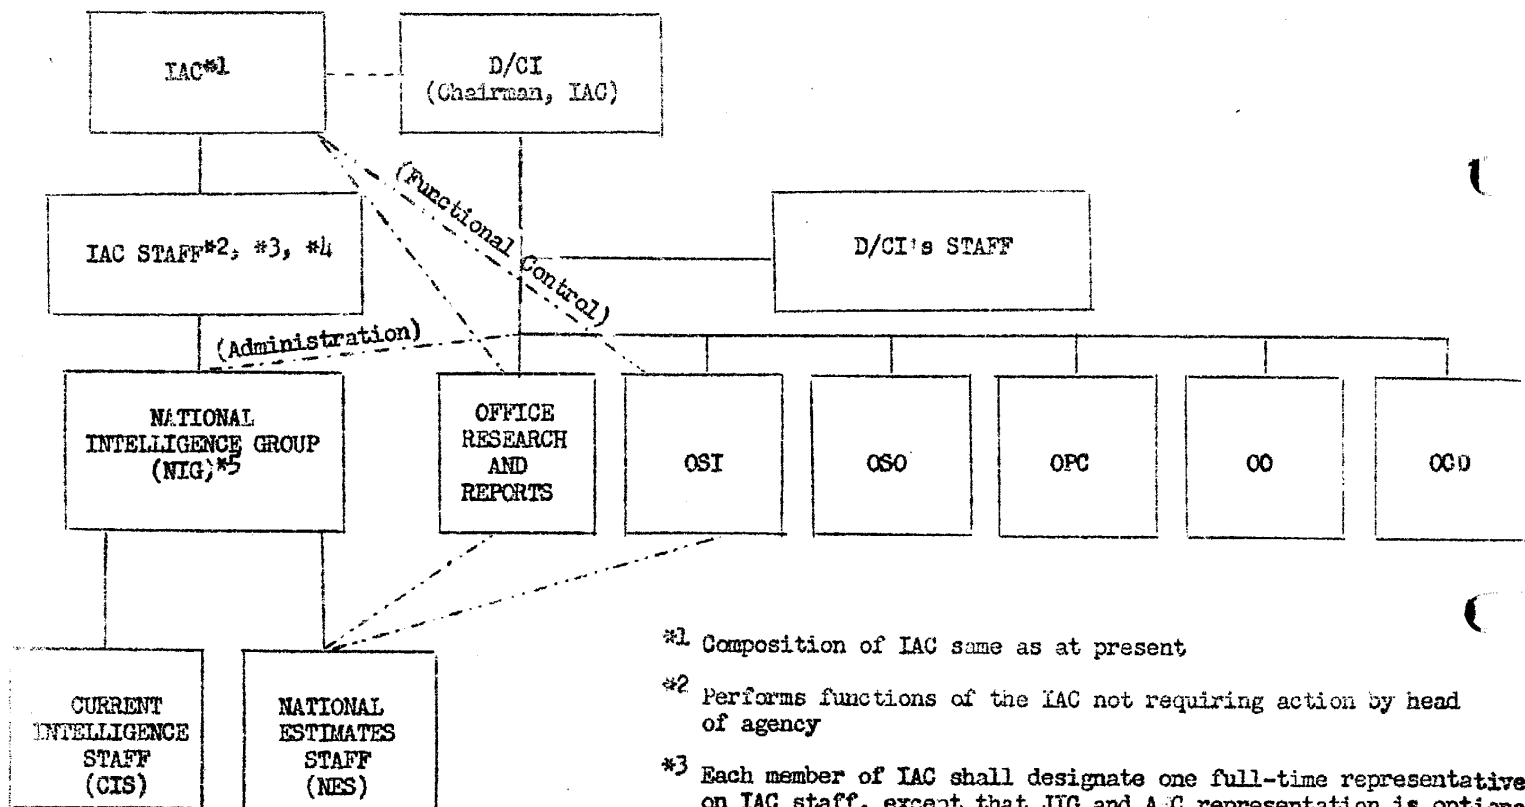 IAC*1
D/CI
(Chairman, IAC)
(Functional Control)
IAC STAFF*2, *3, *4
D/CI's STAFF
(Administration)
NATIONAL
INTELLIGENCE GROUP
(NIG)*5
OFFICE
RESEARCH
AND
REPORTS
OSI
OSO
OPC
OO
OCD
CURRENT
INTELLIGENCE
STAFF
(CIS)
NATIONAL
ESTIMATES
STAFF
(NES)
*1 Composition of IAC same as at present
*2 Performs functions of the IAC not requiring action by head
of agency
*3 Each member of IAC shall designate one full-time representative
on IAC staff, except that JIG and AEC representation is